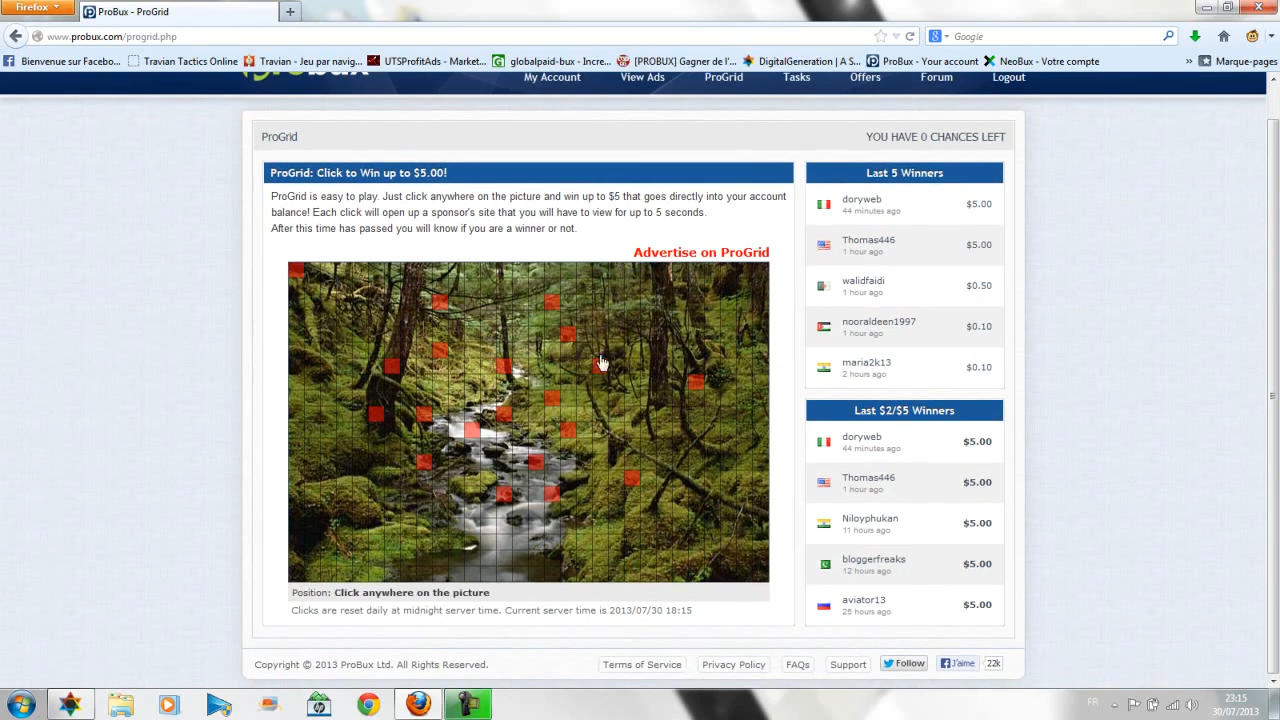 Firefox
ProBux - ProGrid
www.probux.com/progrid.php
Google
Bienvenue sur Facebo...
Travian Tactics Online
Travian - Jeu par navig...
UTSProfitAds - Market...
globalpaid-bux - Incre...
[PROBUX] Gagner de l'...
DigitalGeneration | A S...
ProBux - Your account
NeoBux - Votre compte
Marque-pages
My Account
View Ads
ProGrid
Tasks
Offers
Forum
Logout
ProGrid
YOU HAVE 0 CHANCES LEFT
ProGrid: Click to Win up to $5.00!
ProGrid is easy to play. Just click anywhere on the picture and win up to $5 that goes directly into your account
balance! Each click will open up a sponsor's site that you will have to view for up to 5 seconds.
After this time has passed you will know if you are a winner or not.
Advertise on ProGrid
Position: Click anywhere on the picture
Clicks are reset daily at midnight server time. Current server time is 2013/07/30 18:15
Last 5 Winners
doryweb
44 minutes ago
$5.00
Thomas446
1 hour ago
$5.00
walidfaidi
1 hour ago
$0.50
nooraldeen1997
1 hour ago
$0.10
maria2k13
2 hours ago
$0.10
Last $2/$5 Winners
doryweb
44 minutes ago
$5.00
Thomas446
1 hour ago
$5.00
Niloyphukan
11 hours ago
$5.00
bloggerfreaks
12 hours ago
$5.00
aviator13
25 hours ago
$5.00
Copyright © 2013 ProBux Ltd. All Rights Reserved.
Terms of Service
Privacy Policy
FAQs
Support
Follow
J'aime
22k
FR
23:15
30/07/2013